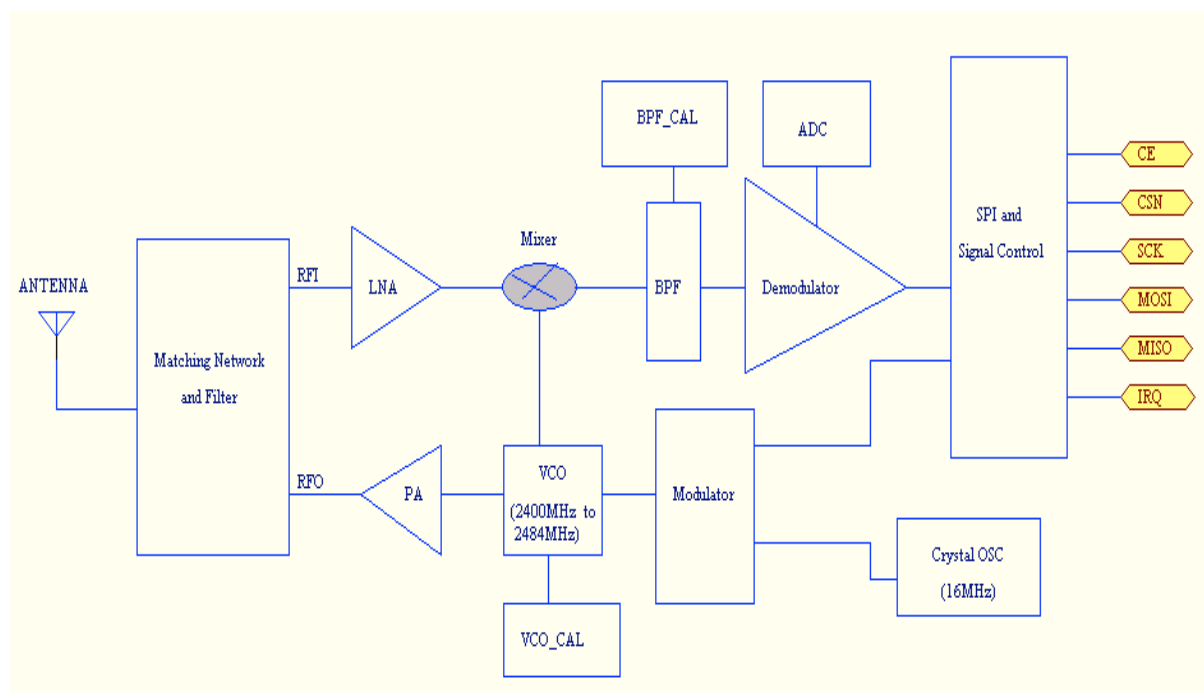 BPF_CAL
ADC
CE
CSN
SPI and
Signal Control
SCK
Mixer
RFI
LNA
BPF
Demodulator
ANTENNA
MOSI
MISO
Matching Network
and Filter
IRQ
VCO
(2400MHz to
2484MHz)
RFO
PA
Modulator
Crystal OSC
(16MHz)
VCO_CAL